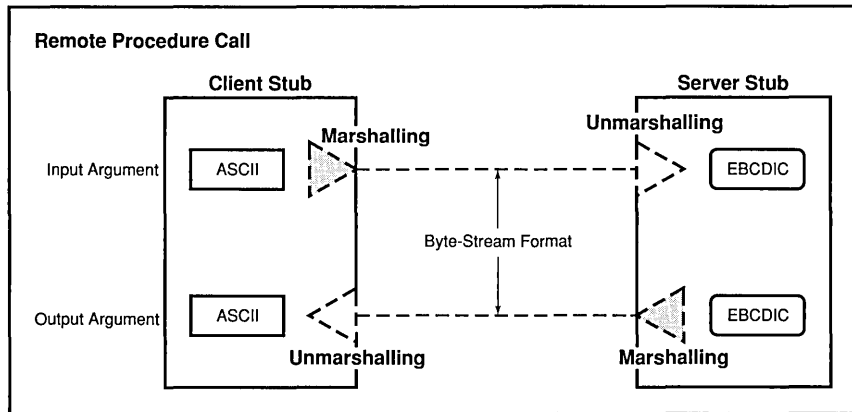 Remote Procedure Call
Client Stub
Server Stub
Marshalling
Unmarshalling
Input Argument
ASCII
EBCDIC
Byte-Stream Format
Output Argument
ASCII
EBCDIC
Unmarshalling
Marshalling